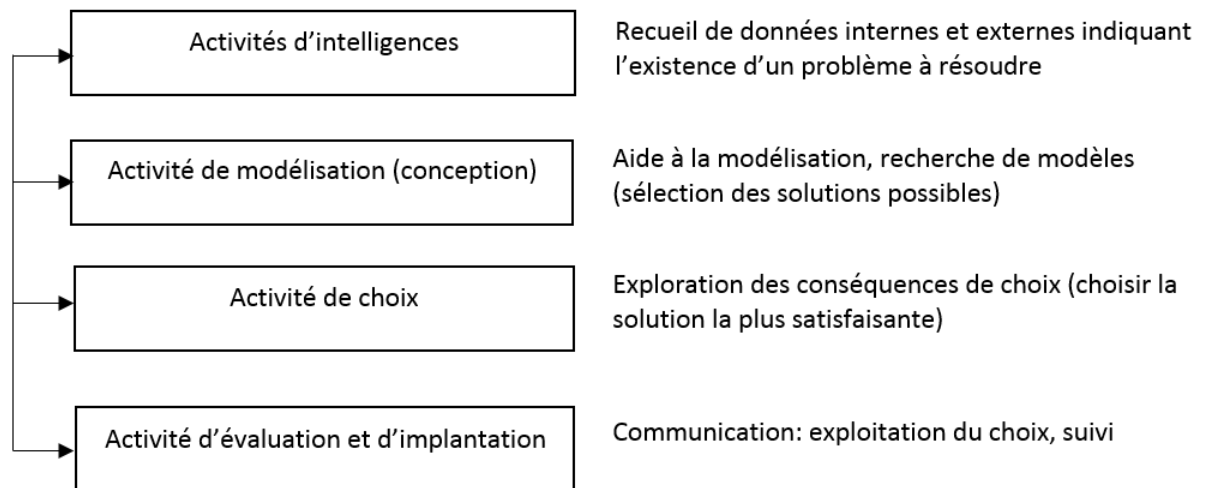 Activités d’intelligences
Recueil de données internes et externes indiquant
l’existence d’un problème à résoudre
Activité de modélisation (conception)
Aide à la modélisation, recherche de modèles
(sélection des solutions possibles)
Activité de choix
Exploration des conséquences de choix (choisir la
solution la plus satisfaisante)
Activité d’évaluation et d’implantation
Communication: exploitation du choix, suivi